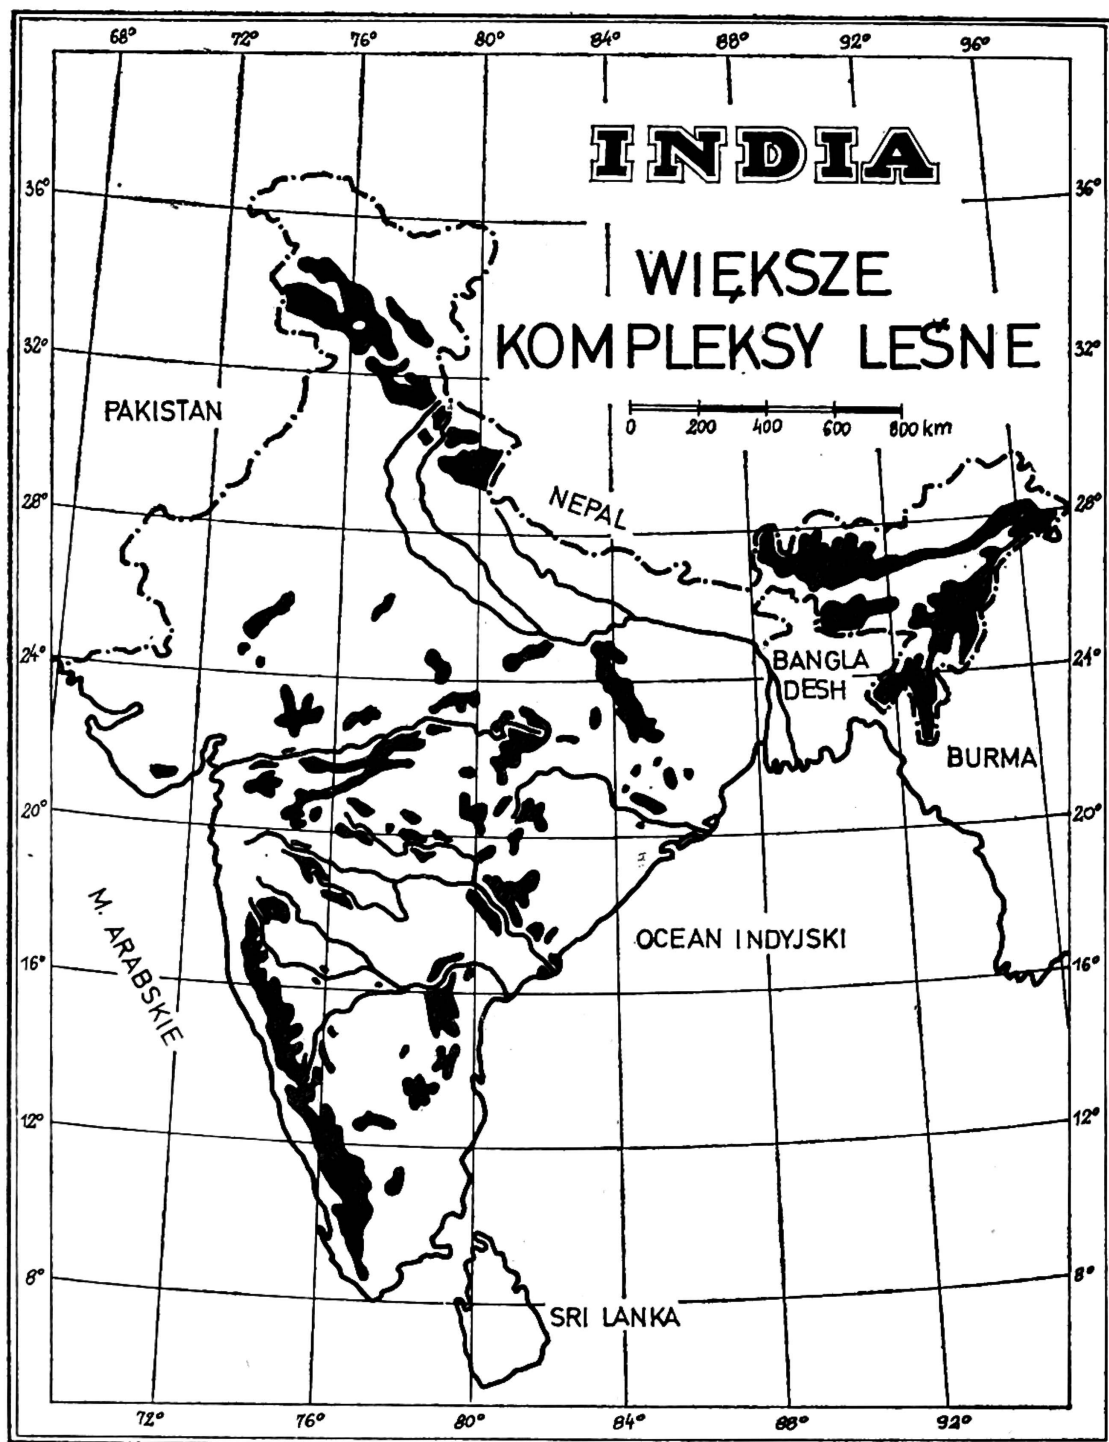 68° 72° 76° 80° 84° 88° 92° 96°
INDIA
36° 36°
WIĘKSZE
KOMPLEKSY LEŚNE
32° 32°
PAKISTAN
0 200 400 600 800 km
NEPAL
28° 28°
24° 24°
BANGLA
DESH
BURMA
20° 20°
M. ARABSKIE
OCEAN INDYJSKI
16° 16°
12° 12°
8° 8°
SRI LANKA
72° 76° 80° 84° 88° 92°